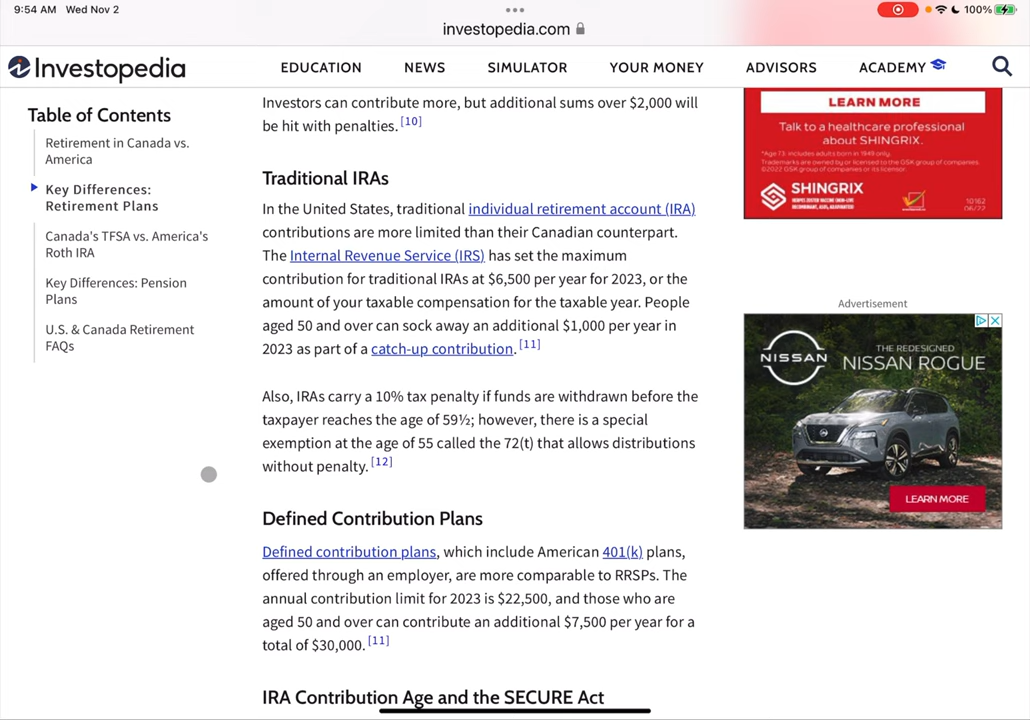 9:54 AM Wed Nov 2
100%
investopedia.com
Investopedia
EDUCATION
NEWS
SIMULATOR
YOUR MONEY
ADVISORS
ACADEMY
Table of Contents
Retirement in Canada vs.
America
Key Differences:
Retirement Plans
Canada's TFSA vs. America's
Roth IRA
Key Differences: Pension
Plans
U.S. & Canada Retirement
FAQs
Investors can contribute more, but additional sums over $2,000 will
be hit with penalties. [10]
Traditional IRAs
In the United States, traditional individual retirement account (IRA)
contributions are more limited than their Canadian counterpart.
The Internal Revenue Service (IRS) has set the maximum
contribution for traditional IRAs at $6,500 per year for 2023, or the
amount of your taxable compensation for the taxable year. People
aged 50 and over can sock away an additional $1,000 per year in
2023 as part of a catch-up contribution. [11]
Also, IRAs carry a 10% tax penalty if funds are withdrawn before the
taxpayer reaches the age of 59½; however, there is a special
exemption at the age of 55 called the 72(t) that allows distributions
without penalty. [12]
Defined Contribution Plans
Defined contribution plans, which include American 401(k) plans,
offered through an employer, are more comparable to RRSPs. The
annual contribution limit for 2023 is $22,500, and those who are
aged 50 and over can contribute an additional $7,500 per year for a
total of $30,000. [11]
IRA Contribution Age and the SECURE Act
LEARN MORE
Talk to a healthcare professional
about SHINGRIX.
*Age 73: includes adults born in 1949 only.
Trademarks are owned by or licensed to the GSK group of companies.
©2022 GSK group of companies or its licensor.
SHINGRIX
10162
06/22
Advertisement
NISSAN
THE REDESIGNED
NISSAN ROGUE
LEARN MORE